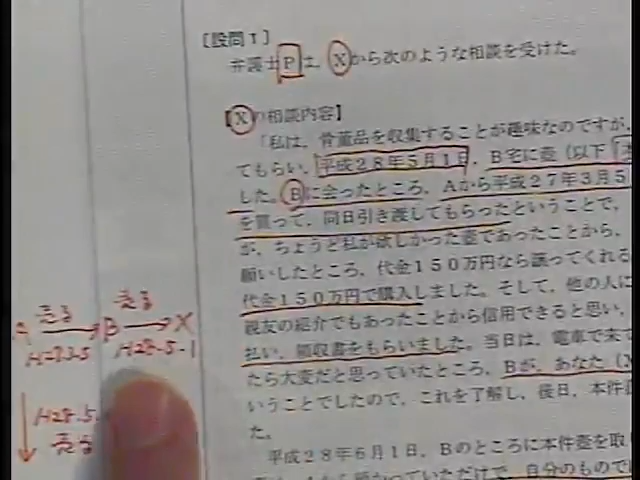 ［設問１］
弁護士Pは，Xから次のような相談を受けた。
【Xの相談内容】
「私は，骨董品を収集することが趣味なのですが，
てもらい，平成２８年５月１日，B宅に壺（以下「本
した。Bに会ったところ，Aから平成２７年３月５
を買って，同日引き渡してもらったということで，
が，ちょうど私が欲しかった壺であったことから，
願いしたところ，代金１５０万円なら譲ってくれる
代金１５０万円で購入しました。そして，他の人に
親友の紹介でもあったことから信用できると思い，
払い，領収書をもらいました。当日は，電車で来て
たら大変だと思っていたところ，Bが，あなた（X
いうことでしたので，これを了解し，後日，本件
た。
平成２８年６月１日，Bのところに本件壺を取
自分のもので
売る 売る
A B X
H27.3.5 H28.5.1
H28.5.
売る